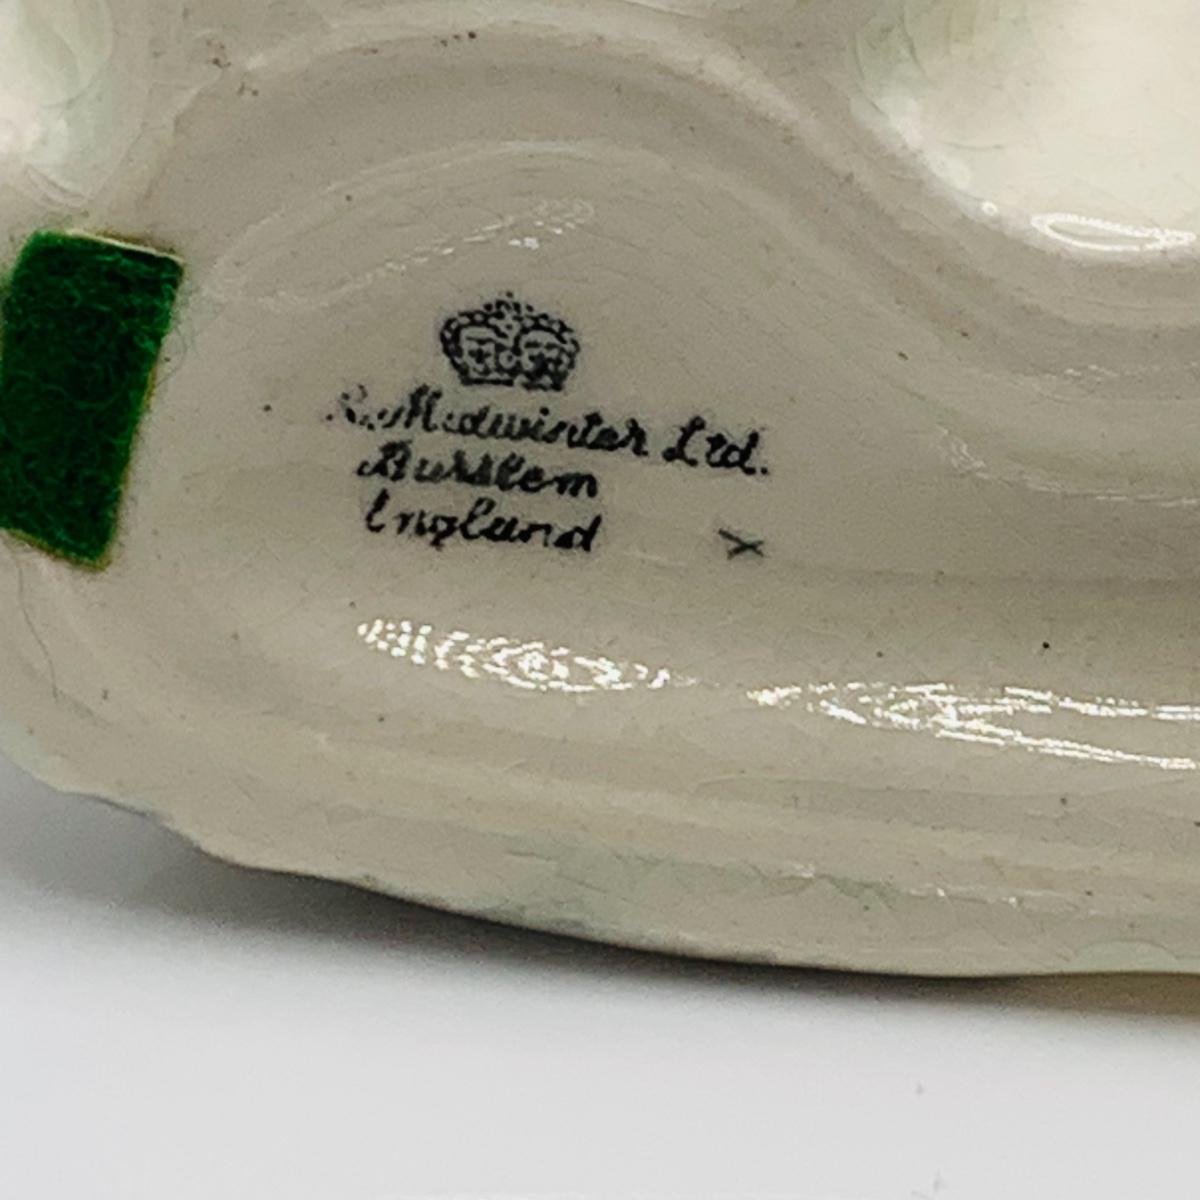 R. Midwinter Ltd.
Burslem
England